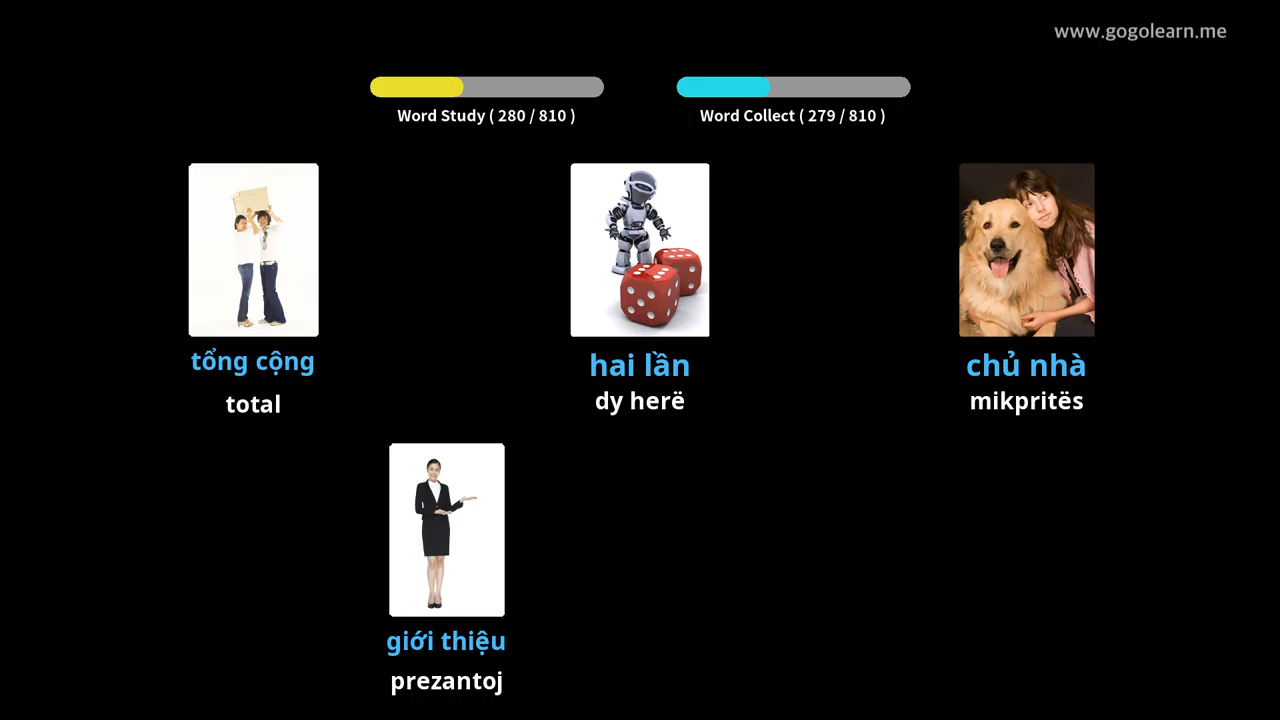 www.gogolearn.me
Word Study ( 280 / 810 )
Word Collect ( 279 / 810 )
tổng cộng
total
hai lần
dy herë
chủ nhà
mikpritës
giới thiệu
prezantoj